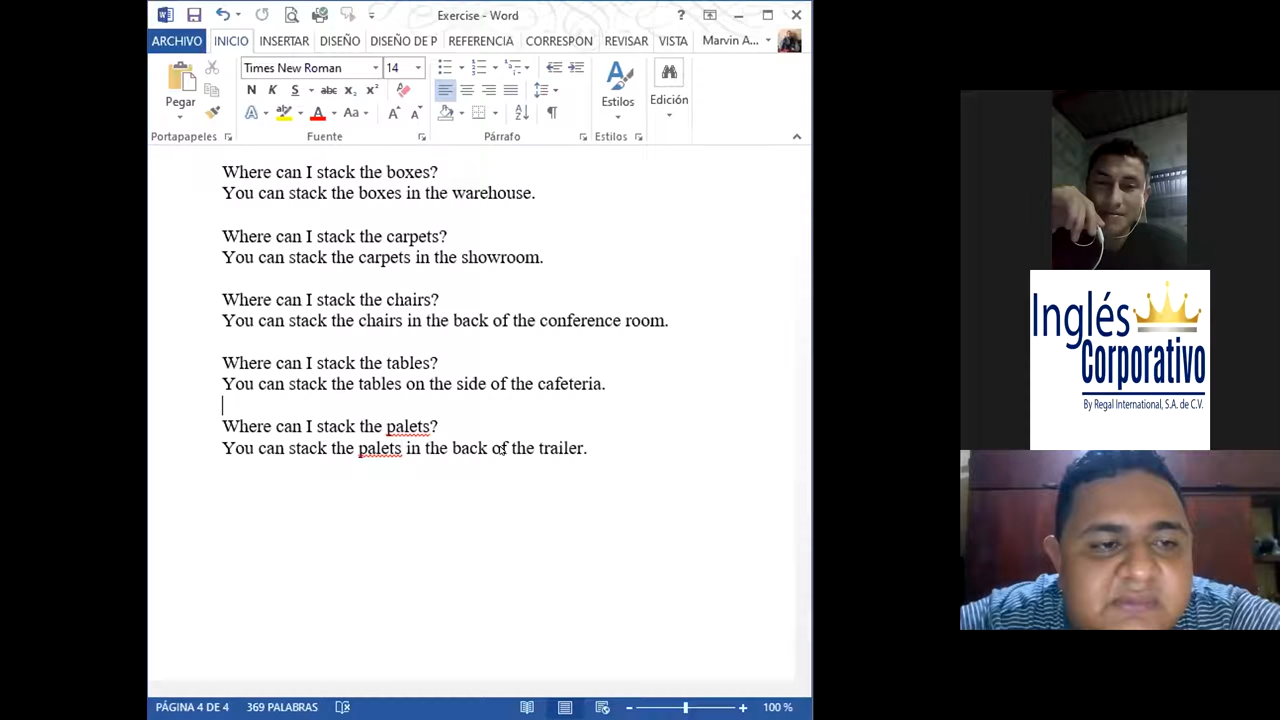 Exercise - Word
ARCHIVO INICIO INSERTAR DISEÑO DISEÑO DE P REFERENCIA CORRESPON REVISAR VISTA Marvin A...
Times New Roman 14
Pegar
N K S abc x₂ x²
A Aa A A
Estilos
Edición
Portapapeles Fuente Párrafo Estilos
Where can I stack the boxes?
You can stack the boxes in the warehouse.
Where can I stack the carpets?
You can stack the carpets in the showroom.
Where can I stack the chairs?
You can stack the chairs in the back of the conference room.
Where can I stack the tables?
You can stack the tables on the side of the cafeteria.
Where can I stack the palets?
You can stack the palets in the back of the trailer.
PÁGINA 4 DE 4 369 PALABRAS 100 %
Inglés
Corporativo
By Regal International, S.A. de C.V.